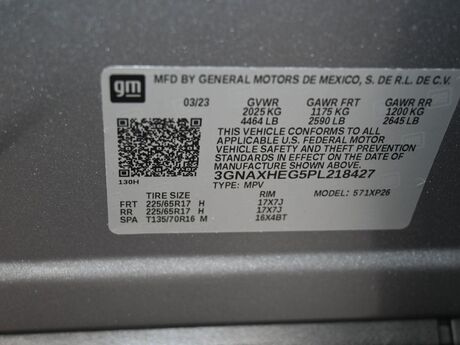 gm MFD BY GENERAL MOTORS DE MEXICO, S. DE R.L. DE C.V.
03/23 GVWR GAWR FRT GAWR RR
2025 KG 1175 KG 1200 KG
4464 LB 2590 LB 2645 LB
THIS VEHICLE CONFORMS TO ALL
APPLICABLE U.S. FEDERAL MOTOR
VEHICLE SAFETY AND THEFT PREVENTION
STANDARDS IN EFFECT ON THE DATE OF
MANUFACTURE SHOWN ABOVE.
3GNAXHEG5PL218427
130H TYPE: MPV MODEL: 571XP26
TIRE SIZE RIM
FRT 225/65R17 H 17X7J
RR 225/65R17 H 17X7J
SPA T135/70R16 M 16X4BT